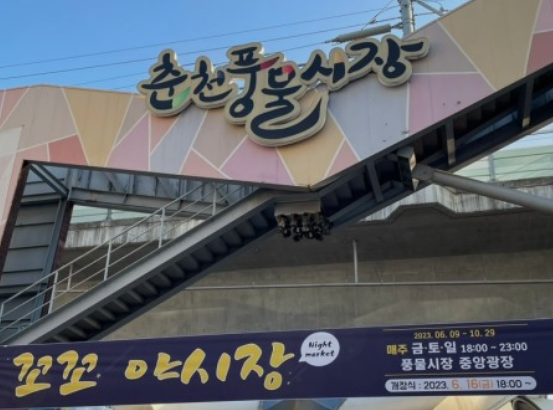 춘천풍물시장
꼬꼬 야시장
Night
market
2023. 06. 09 - 10. 29
매주 금·토·일 18:00 ~ 23:00
풍물시장 중앙광장
개장식 : 2023. 6. 16(금) 18:00 ~